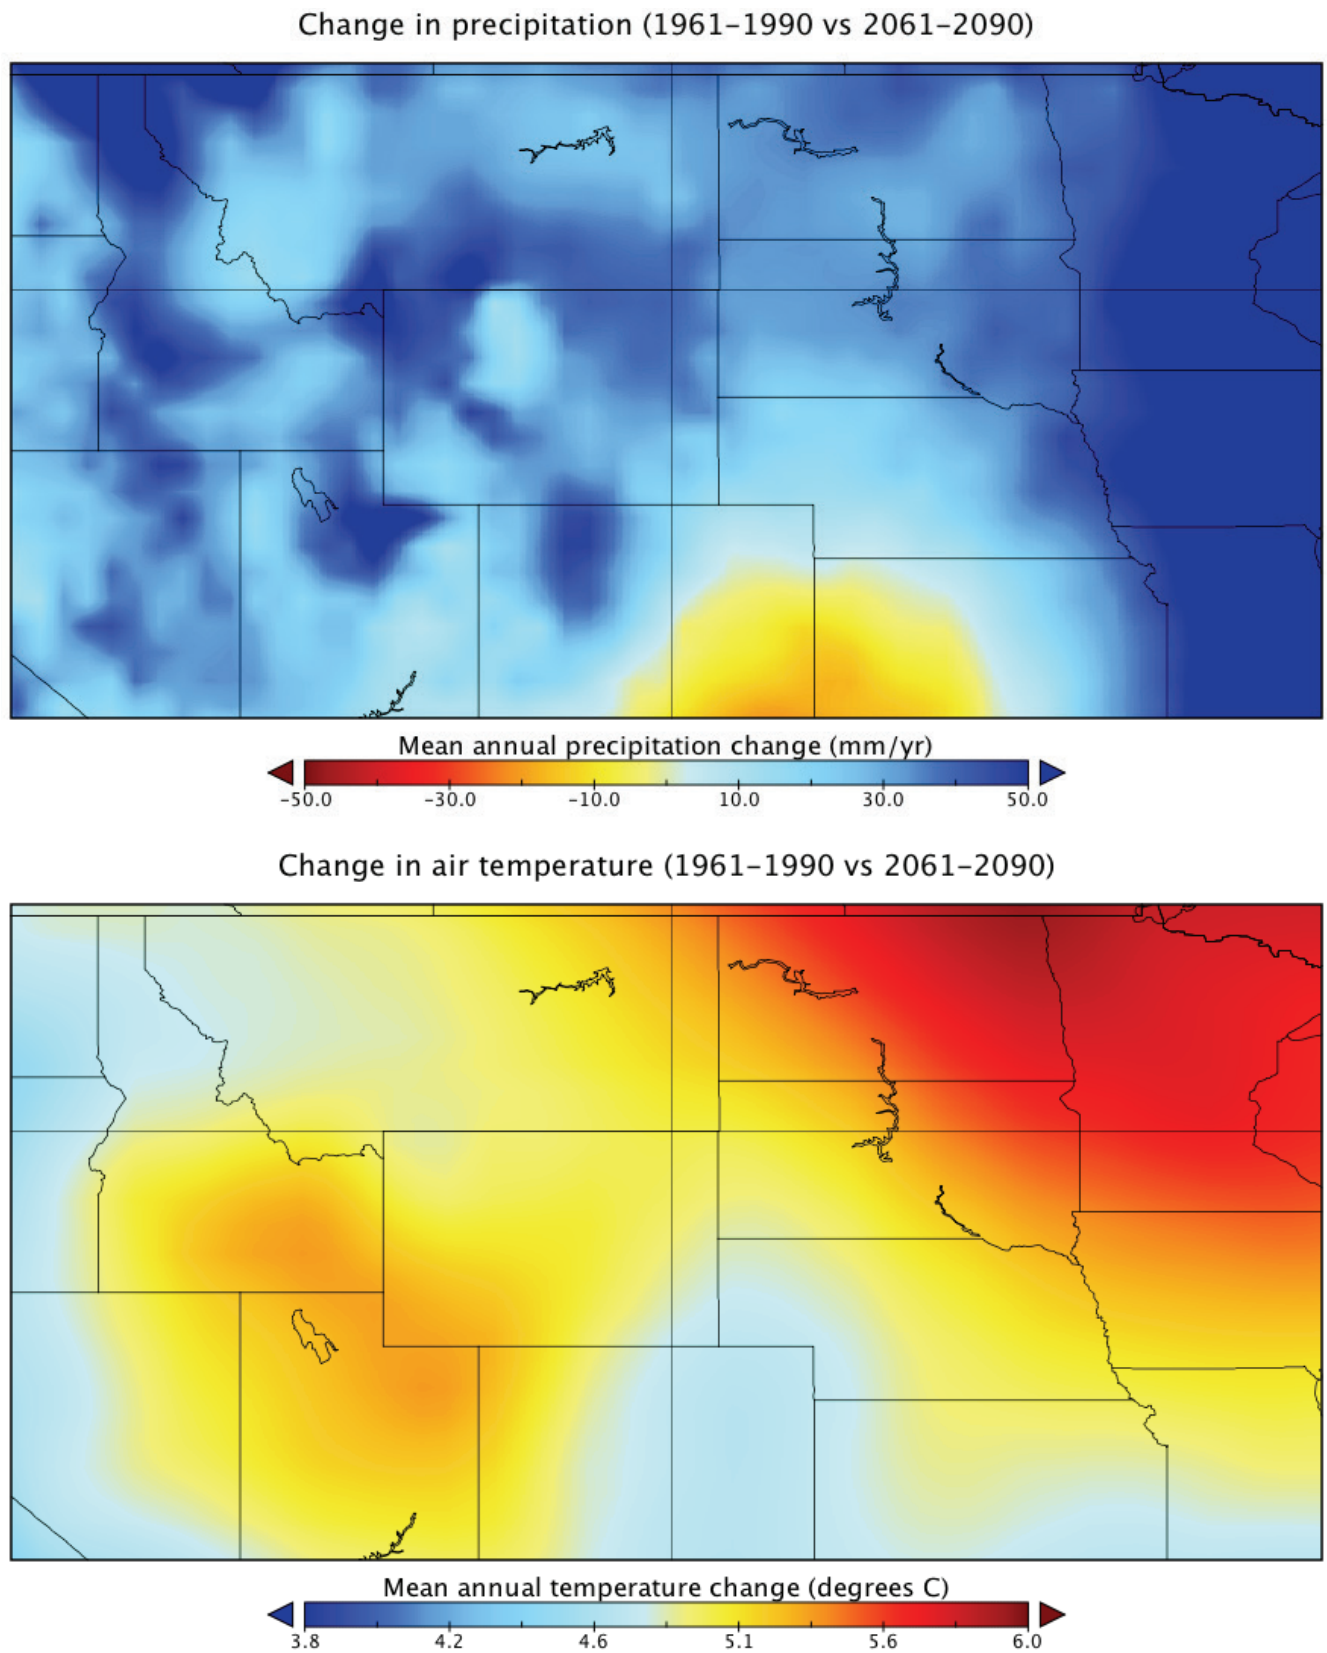 Change in precipitation (1961–1990 vs 2061–2090)
Mean annual precipitation change (mm/yr)
−50.0 −30.0 −10.0 10.0 30.0 50.0
Change in air temperature (1961–1990 vs 2061–2090)
Mean annual temperature change (degrees C)
3.8 4.2 4.6 5.1 5.6 6.0